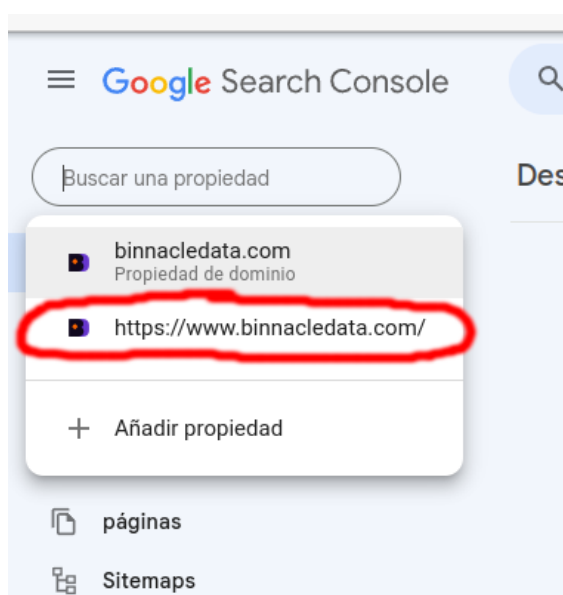 Google Search Console
Buscar una propiedad
Des
binnacledata.com
Propiedad de dominio
https://www.binnacledata.com/
Añadir propiedad
páginas
Sitemaps